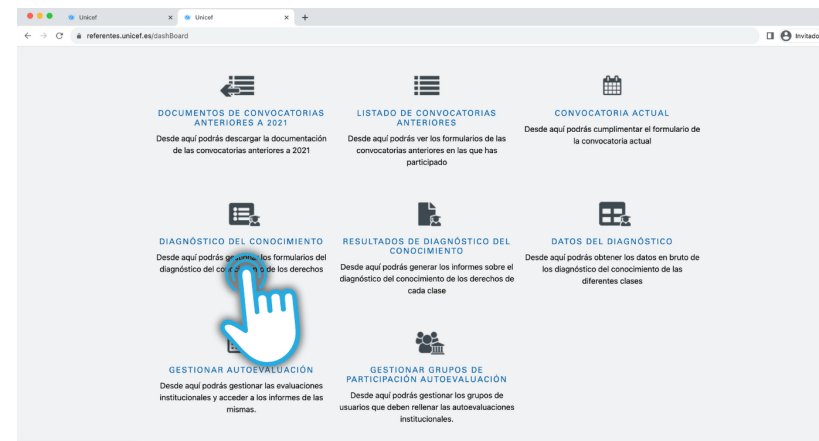 Unicef
Unicef
referentes.unicef.es/dashBoard
Invitado
DOCUMENTOS DE CONVOCATORIAS
ANTERIORES A 2021
Desde aquí podrás descargar la documentación
de las convocatorias anteriores a 2021
LISTADO DE CONVOCATORIAS
ANTERIORES
Desde aquí podrás ver los formularios de las
convocatorias anteriores en las que has
participado
CONVOCATORIA ACTUAL
Desde aquí podrás cumplimentar el formulario de
la convocatoria actual
DIAGNÓSTICO DEL CONOCIMIENTO
Desde aquí podrás gestionar los formularios del
diagnóstico del conocimiento de los derechos
RESULTADOS DE DIAGNÓSTICO DEL
CONOCIMIENTO
Desde aquí podrás generar los informes sobre el
diagnóstico del conocimiento de los derechos de
cada clase
DATOS DEL DIAGNÓSTICO
Desde aquí podrás obtener los datos en bruto de
los diagnóstico del conocimiento de las
diferentes clases
GESTIONAR AUTOEVALUACIÓN
Desde aquí podrás gestionar las evaluaciones
institucionales y acceder a los informes de las
mismas.
GESTIONAR GRUPOS DE
PARTICIPACIÓN AUTOEVALUACIÓN
Desde aquí podrás gestionar los grupos de
usuarios que deben rellenar las autoevaluaciones
institucionales.